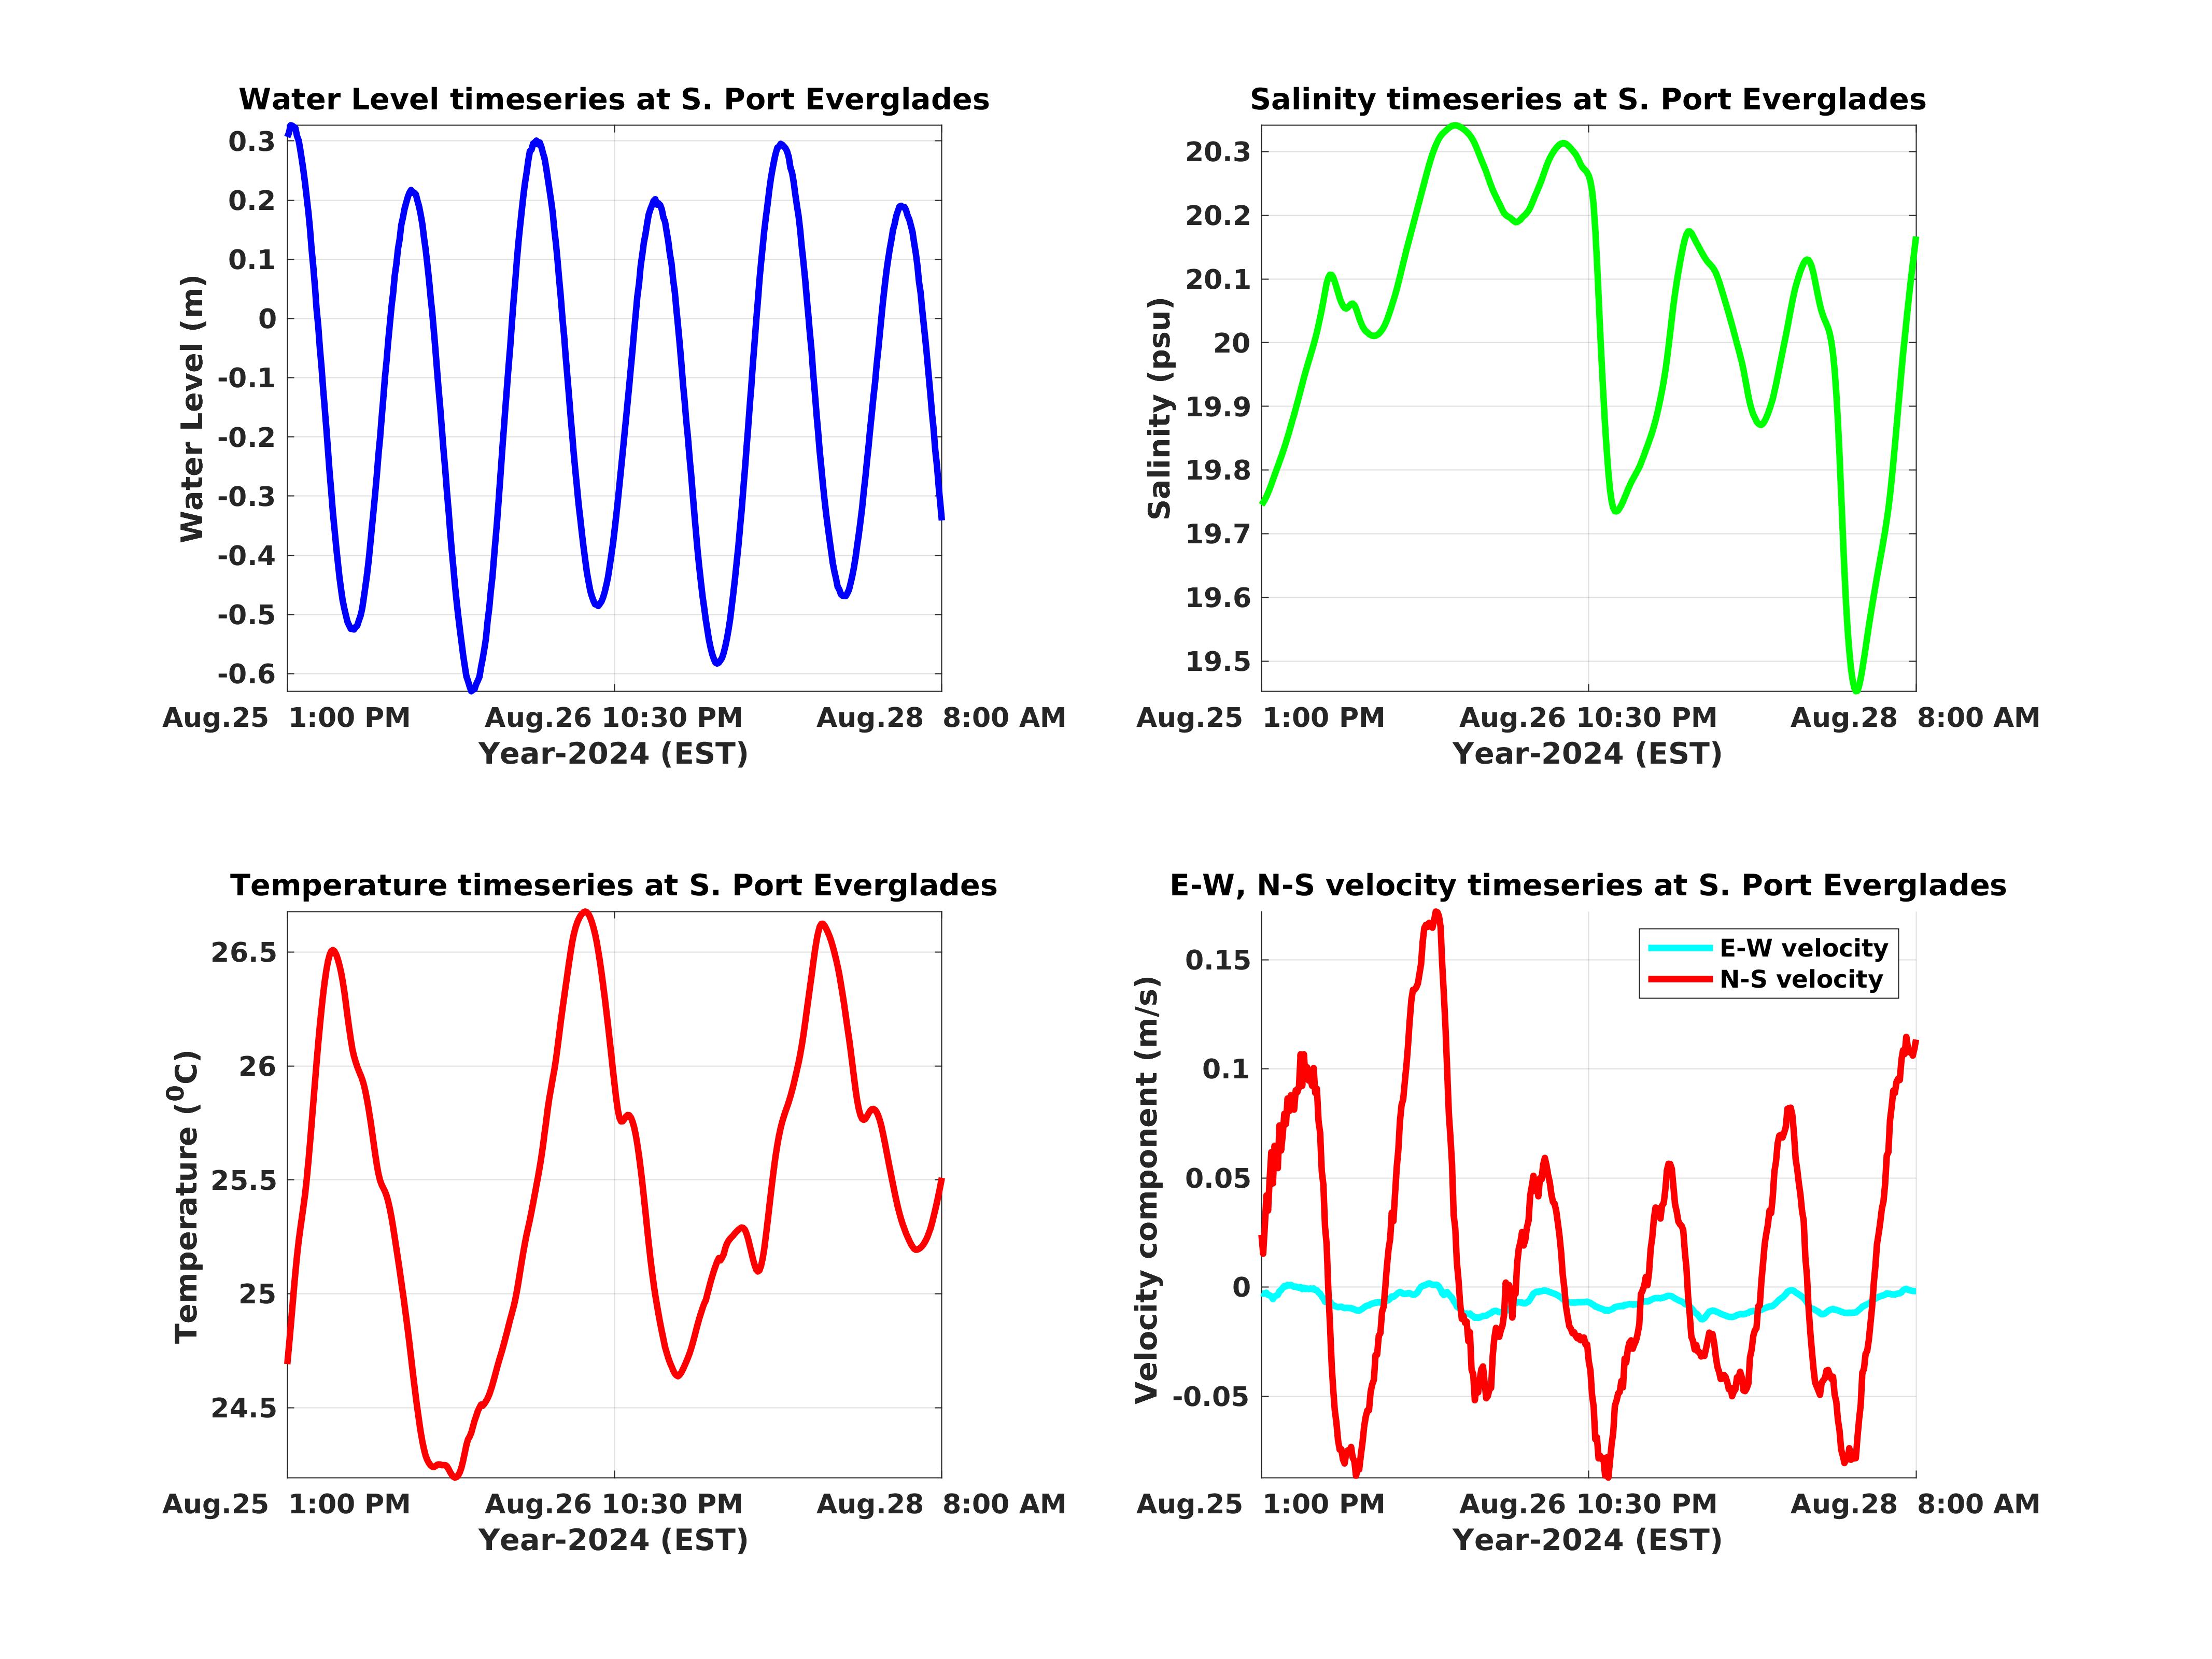 Water Level timeseries at S. Port Everglades
0.3
0.2
0.1
0
-0.1
-0.2
-0.3
-0.4
-0.5
-0.6
Water Level (m)
Aug.25 1:00 PM
Aug.26 10:30 PM
Aug.28 8:00 AM
Year-2024 (EST)
Salinity timeseries at S. Port Everglades
20.3
20.2
20.1
20
19.9
19.8
19.7
19.6
19.5
Salinity (psu)
Aug.25 1:00 PM
Aug.26 10:30 PM
Aug.28 8:00 AM
Year-2024 (EST)
Temperature timeseries at S. Port Everglades
26.5
26
25.5
25
24.5
Temperature (⁰C)
Aug.25 1:00 PM
Aug.26 10:30 PM
Aug.28 8:00 AM
Year-2024 (EST)
E-W, N-S velocity timeseries at S. Port Everglades
E-W velocity
N-S velocity
0.15
0.1
0.05
0
-0.05
Velocity component (m/s)
Aug.25 1:00 PM
Aug.26 10:30 PM
Aug.28 8:00 AM
Year-2024 (EST)